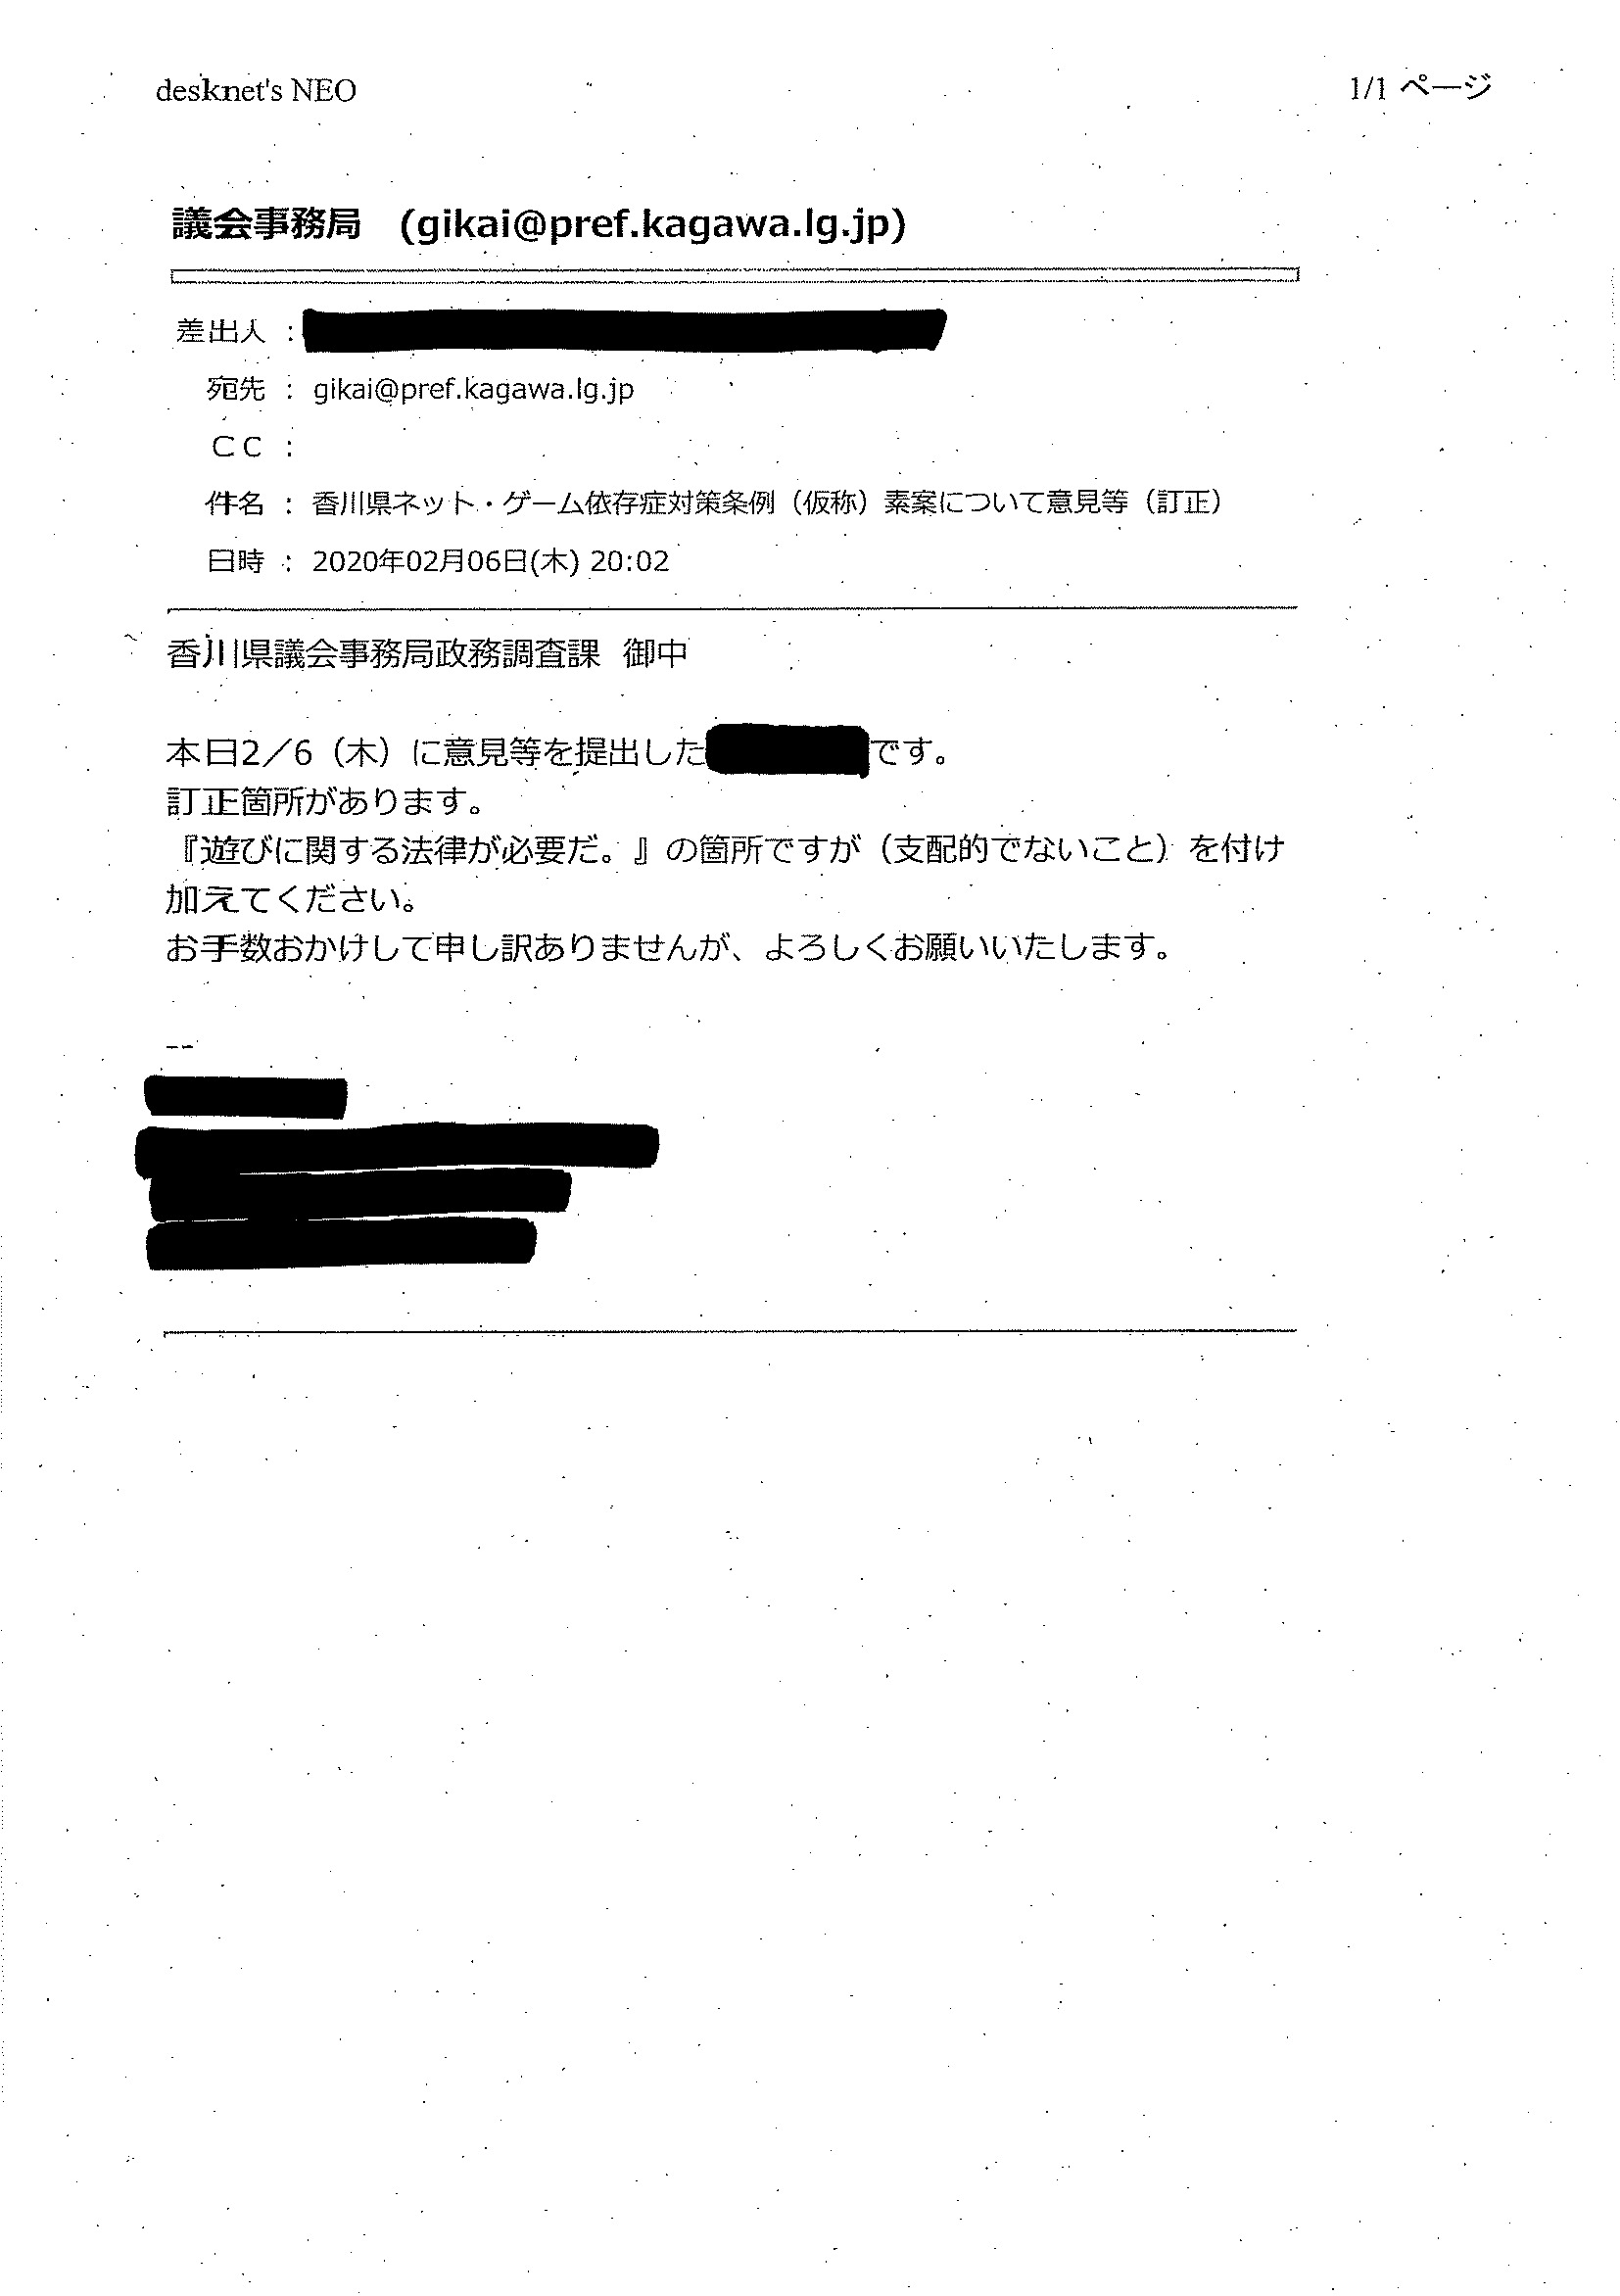 desknet's NEO
1/1 ページ
議会事務局 (gikai@pref.kagawa.lg.jp)
差出人 :
宛先 : gikai@pref.kagawa.lg.jp
ＣＣ :
件名 : 香川県ネット・ゲーム依存症対策条例（仮称）素案について意見等（訂正）
日時 : 2020年02月06日(木) 20:02
香川県議会事務局政務調査課 御中
本日2／6（木）に意見等を提出した です。
訂正箇所があります。
『遊びに関する法律が必要だ。』の箇所ですが（支配的でないこと）を付け
加えてください。
お手数おかけして申し訳ありませんが、よろしくお願いいたします。
--